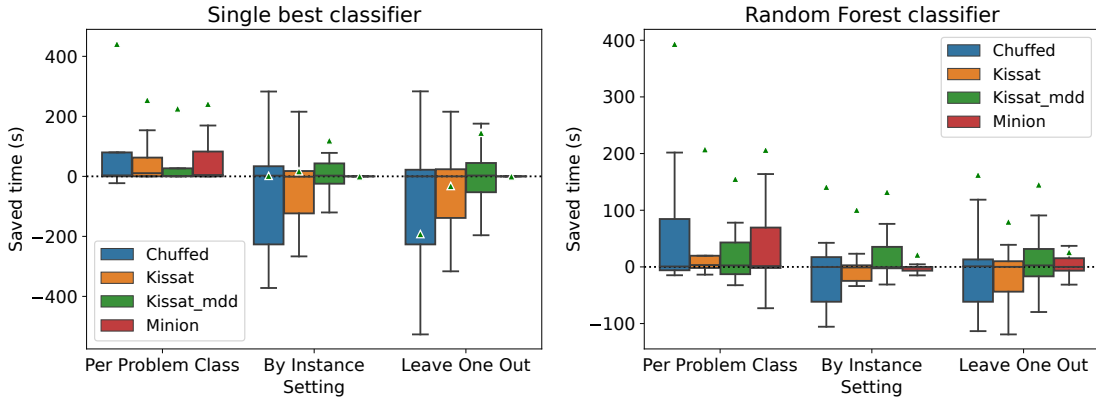 Single best classifier
Saved time (s)
400
200
0
−200
−400
Chuffed
Kissat
Kissat_mdd
Minion
Per Problem Class
By Instance
Leave One Out
Setting
Random Forest classifier
Saved time (s)
400
300
200
100
0
−100
Chuffed
Kissat
Kissat_mdd
Minion
Per Problem Class
By Instance
Leave One Out
Setting